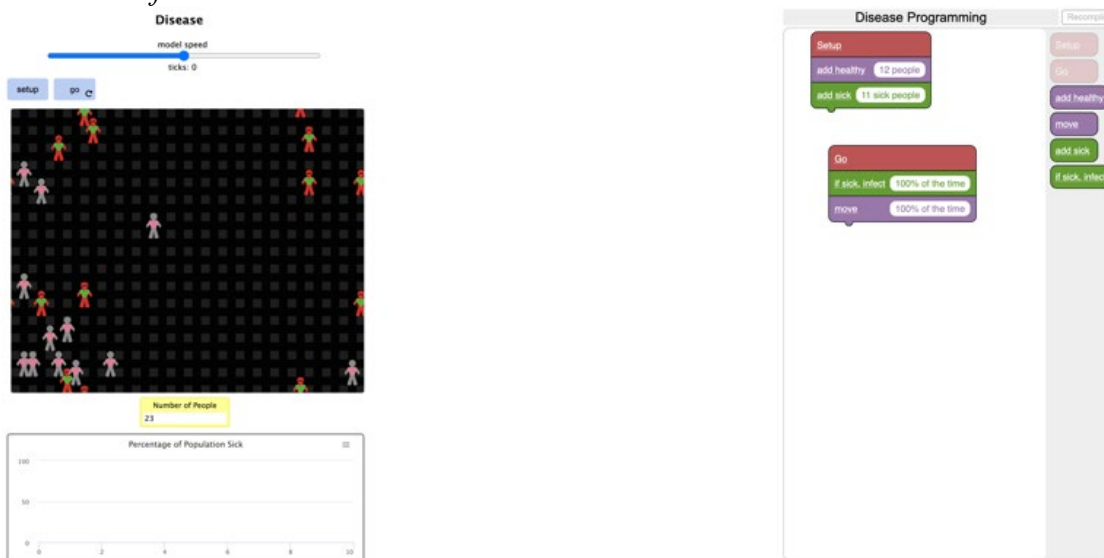 Disease
model speed
ticks: 0
setup
go
Number of People
23
Percentage of Population Sick
100
50
0
0 2 4 6 8 10
Disease Programming
Setup
add healthy 12 people
add sick 11 sick people
Go
if sick, infect 100% of the time
move 100% of the time
Setup
Go
add healthy
move
add sick
if sick, infect